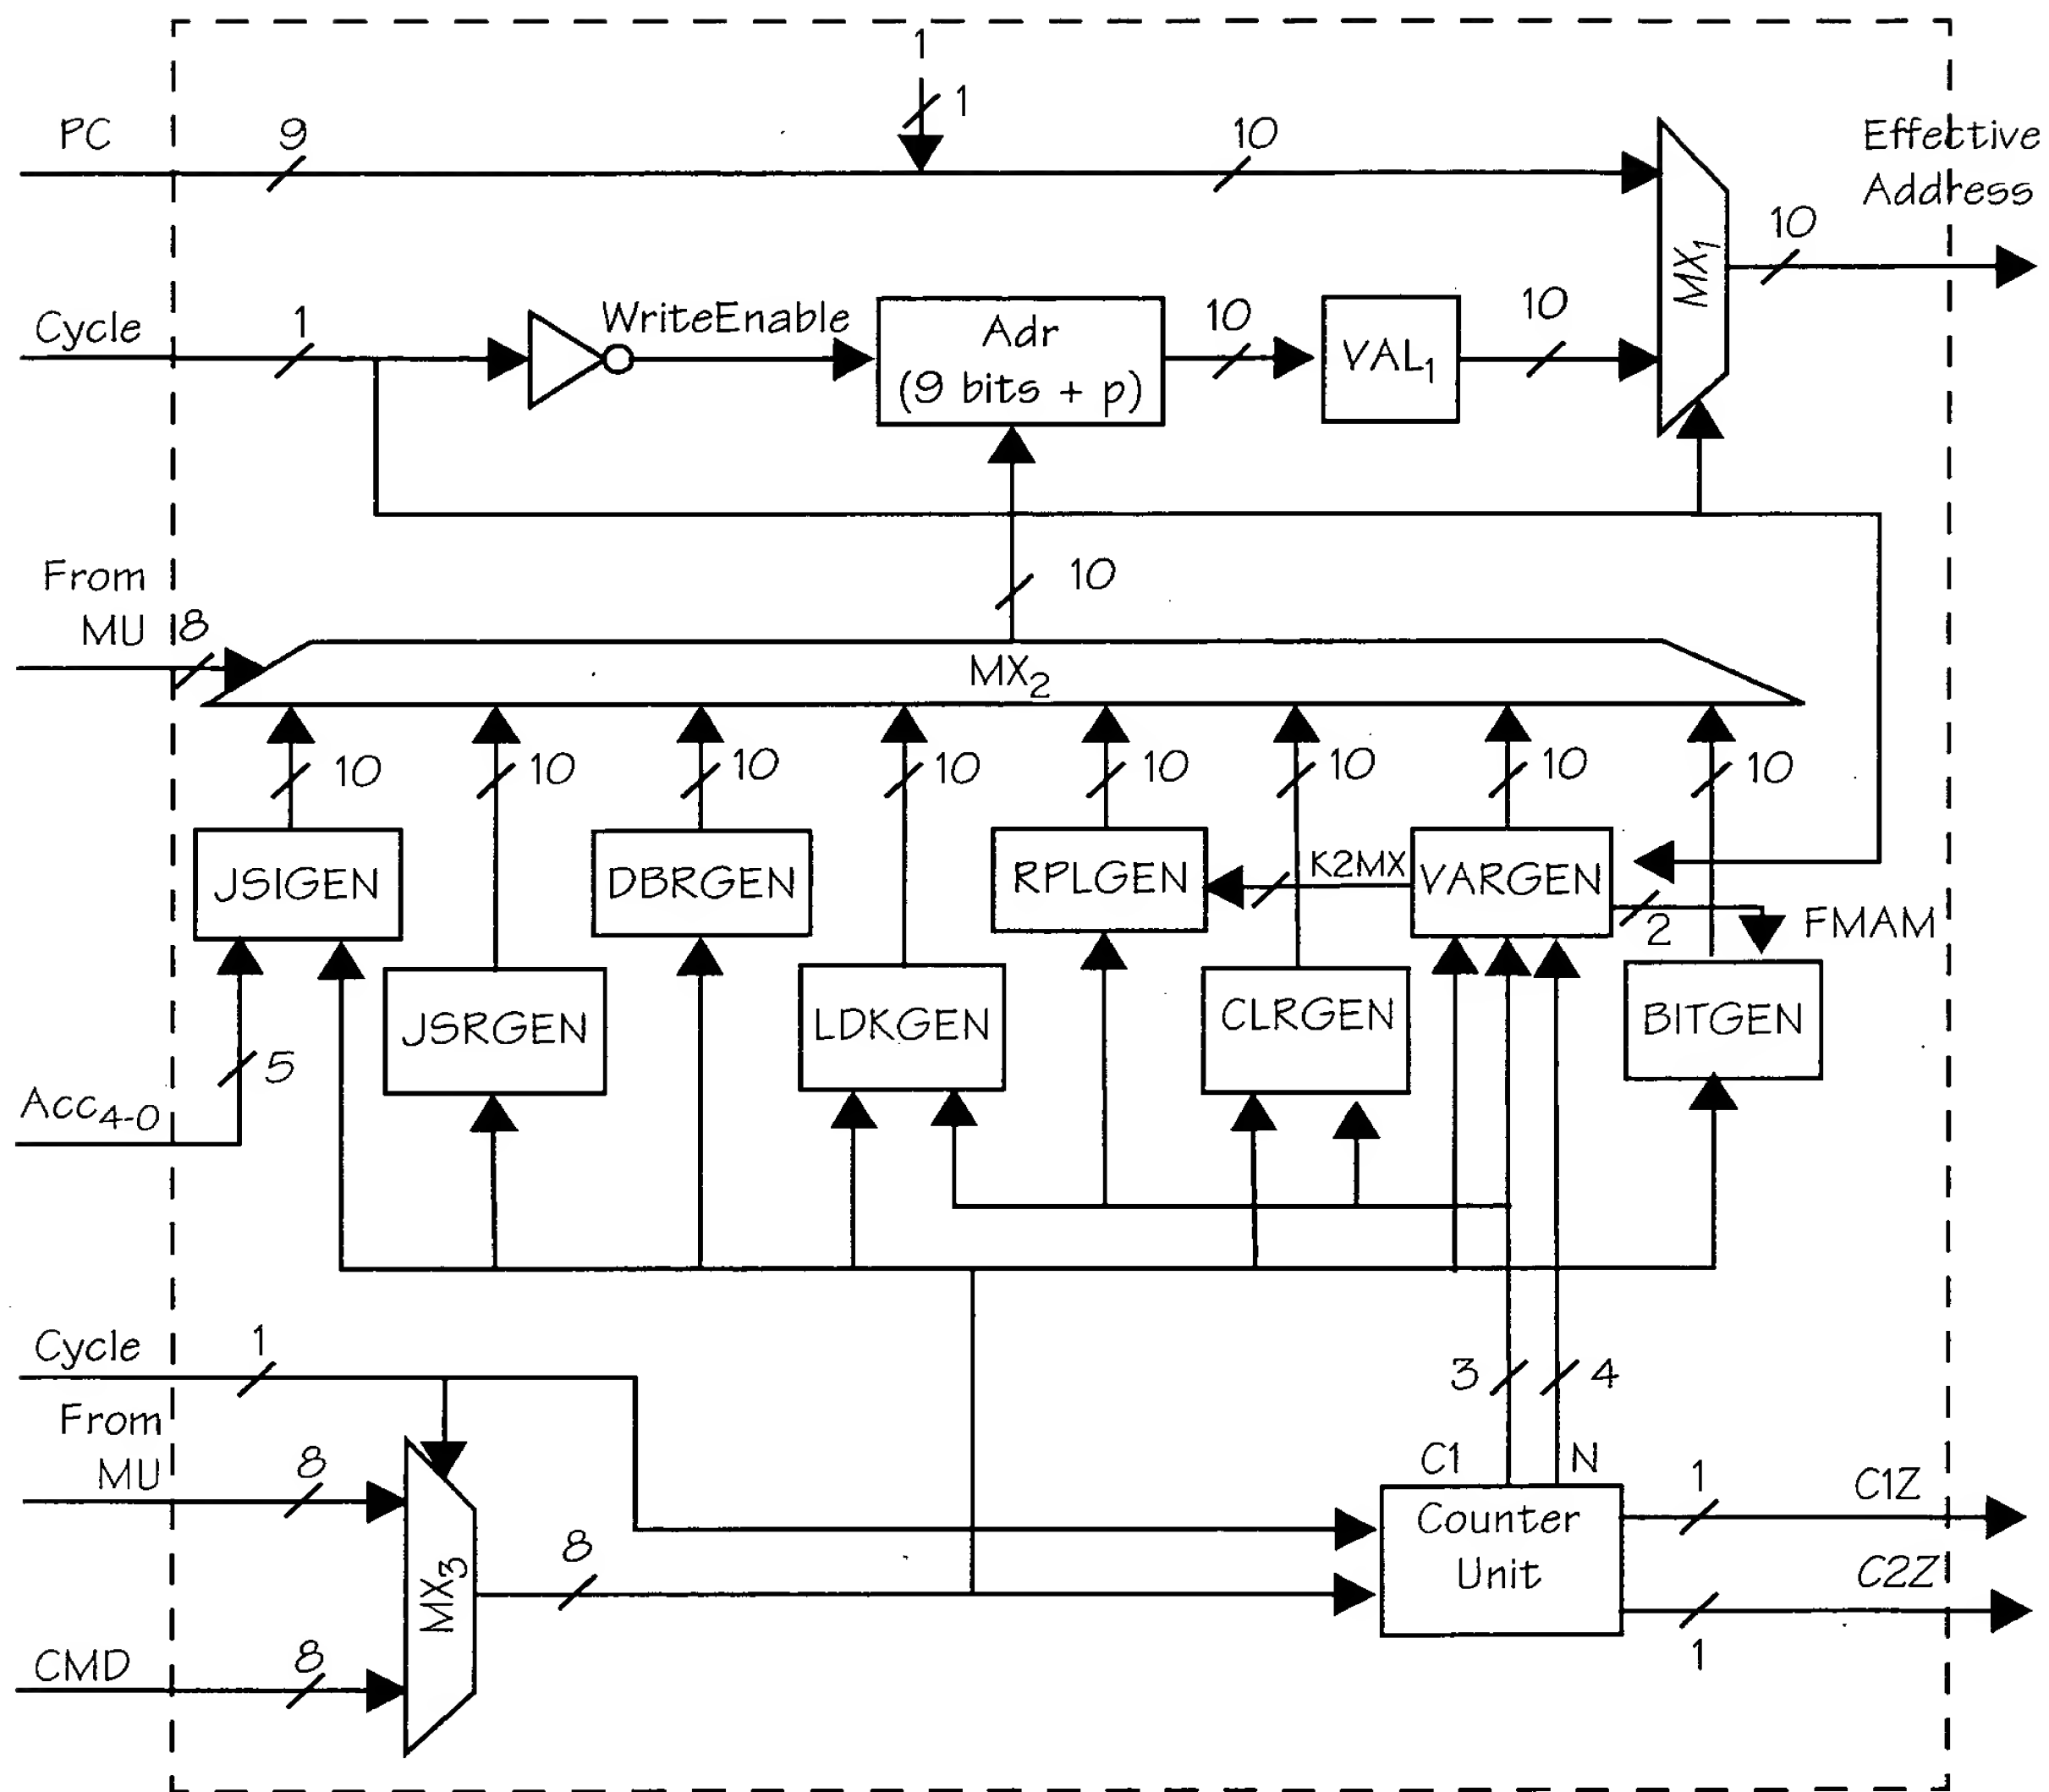 1
1
PC
9
10
Effective
Address
10
Cycle
1
WriteEnable
Adr
(9 bits + p)
10
VAL1
10
MX1
From
MU
8
10
MX2
10
10
10
10
10
10
10
10
JSIGEN
DBRGEN
RPLGEN
K2MX
VARGEN
2
FMAM
JSRGEN
LDKGEN
CLRGEN
BITGEN
5
Acc4-0
Cycle
1
3
4
From
MU
8
C1
N
Counter
Unit
1
C1Z
MX3
8
C2Z
1
CMD
8